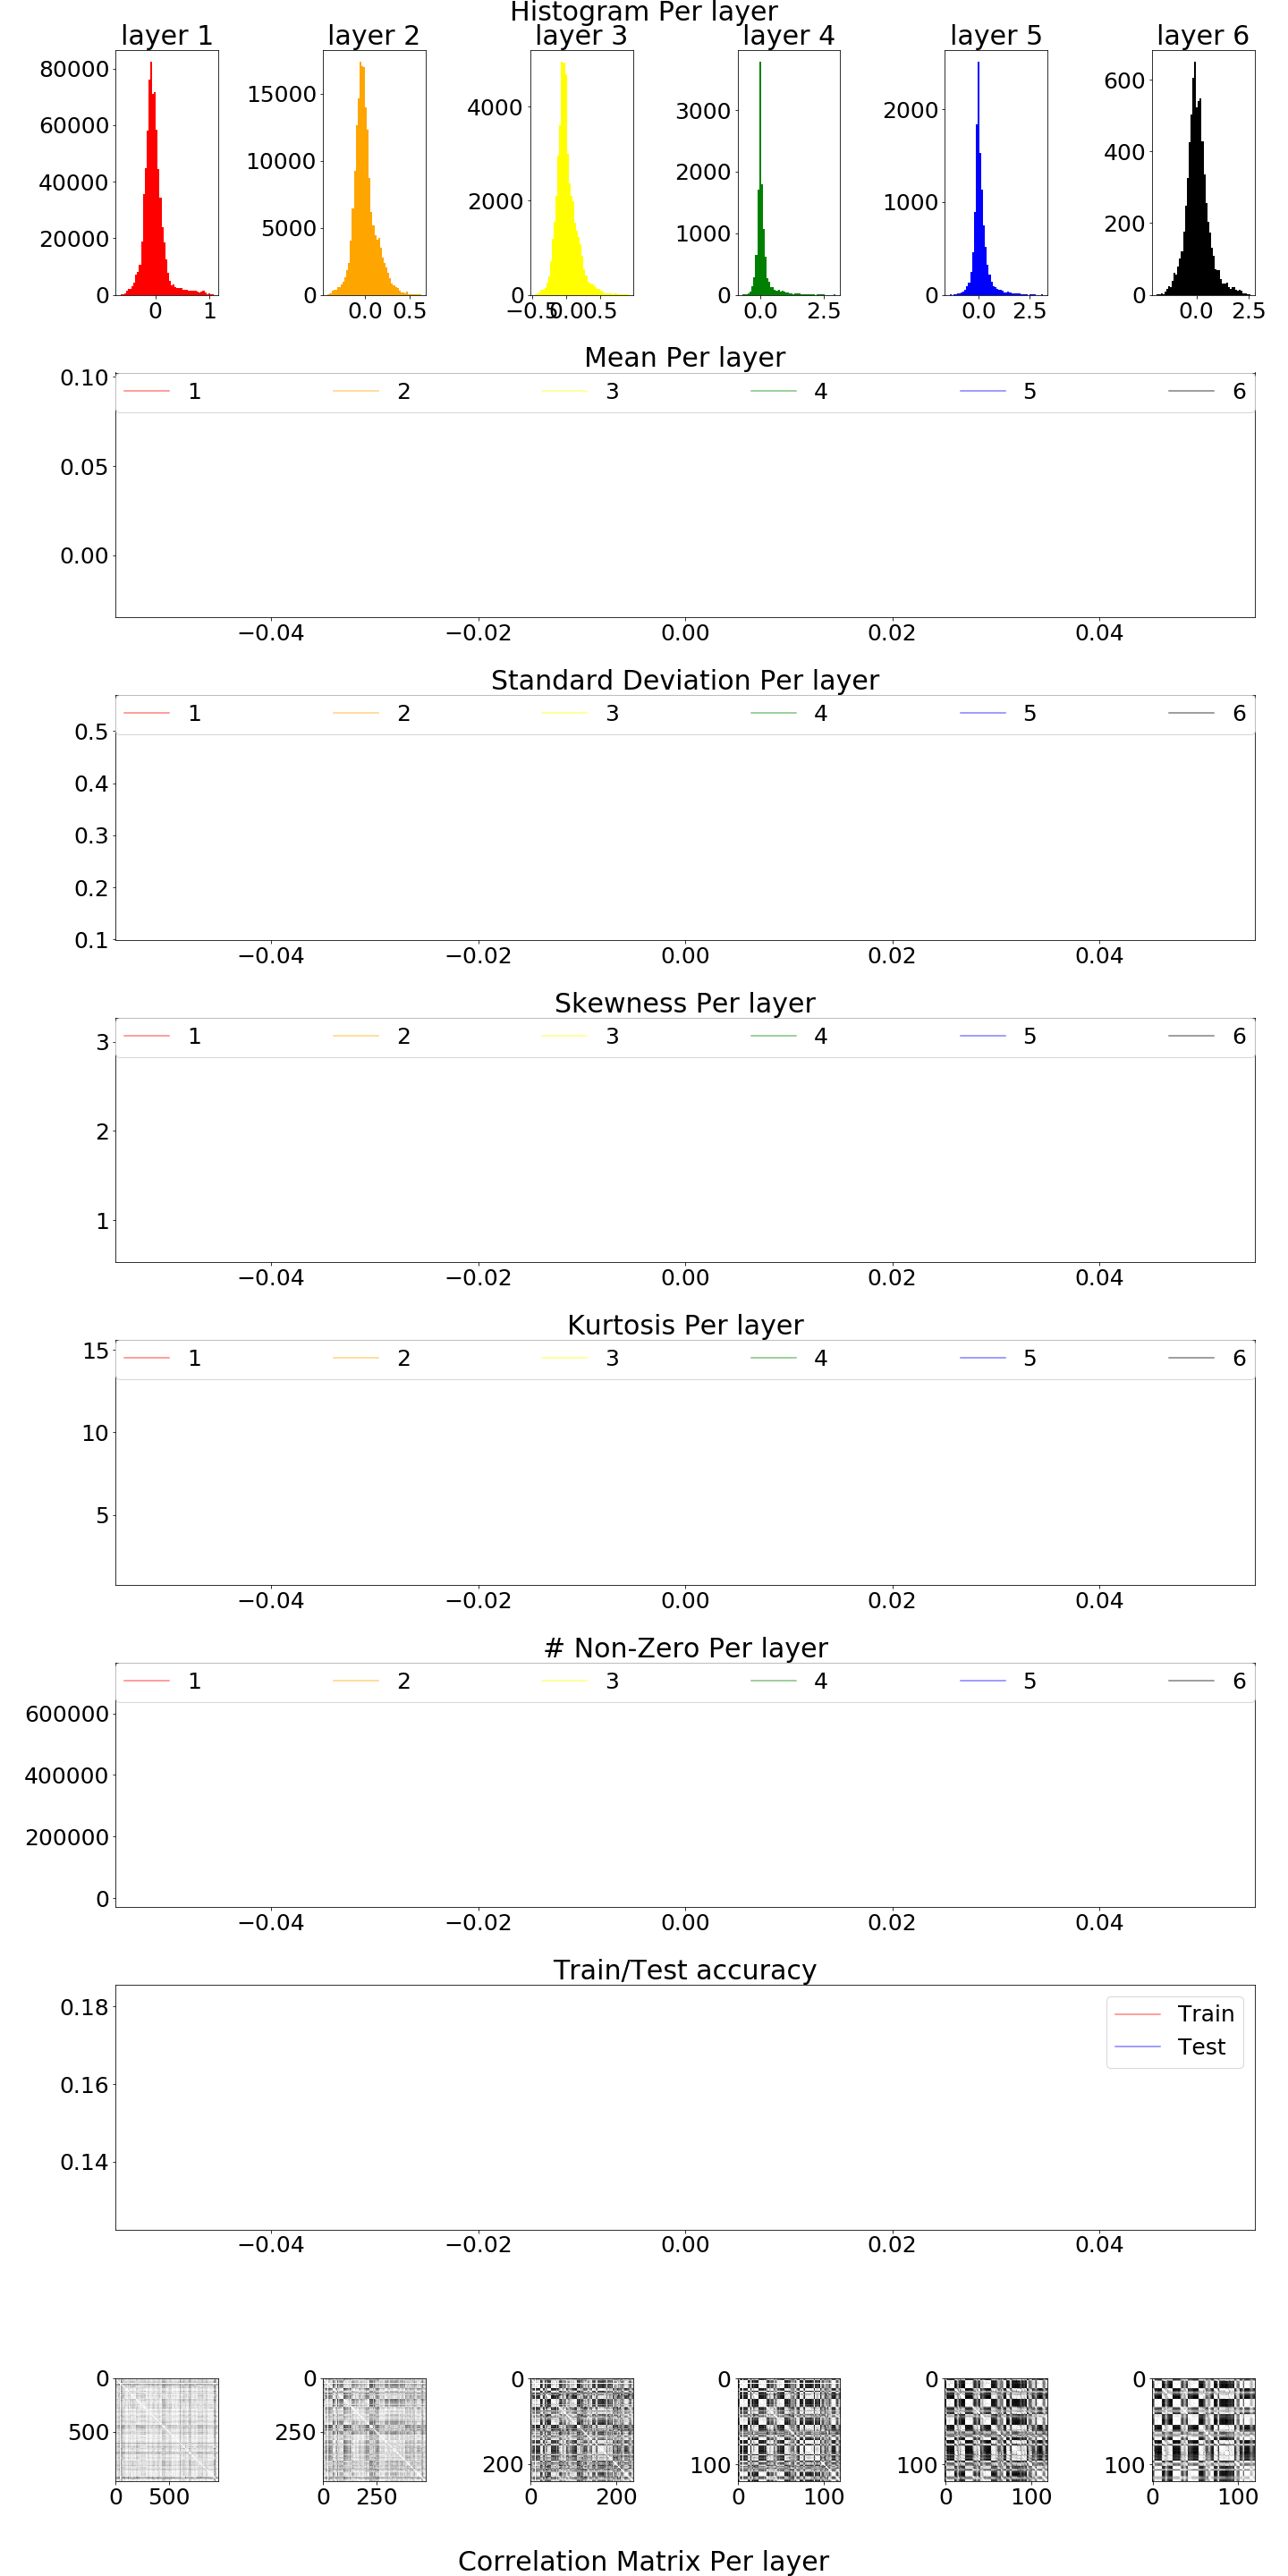 Histogram Per layer
layer 1 layer 2 layer 3 layer 4 layer 5 layer 6
80000
60000
40000
20000
0
0 1
15000
10000
5000
0
0.0 0.5
4000
2000
0
−0.5 0.0 0.5
3000
2000
1000
0
0.0 2.5
2000
1000
0
0.0 2.5
600
400
200
0
0.0 2.5
Mean Per layer
1 2 3 4 5 6
0.10
0.05
0.00
−0.04 −0.02 0.00 0.02 0.04
Standard Deviation Per layer
1 2 3 4 5 6
0.5
0.4
0.3
0.2
0.1
−0.04 −0.02 0.00 0.02 0.04
Skewness Per layer
1 2 3 4 5 6
3
2
1
−0.04 −0.02 0.00 0.02 0.04
Kurtosis Per layer
1 2 3 4 5 6
15
10
5
−0.04 −0.02 0.00 0.02 0.04
# Non-Zero Per layer
1 2 3 4 5 6
600000
400000
200000
0
−0.04 −0.02 0.00 0.02 0.04
Train/Test accuracy
Train
Test
0.18
0.16
0.14
−0.04 −0.02 0.00 0.02 0.04
0
500
0 500
0
250
0 250
0
200
0 200
0
100
0 100
0
100
0 100
0
100
0 100
Correlation Matrix Per layer